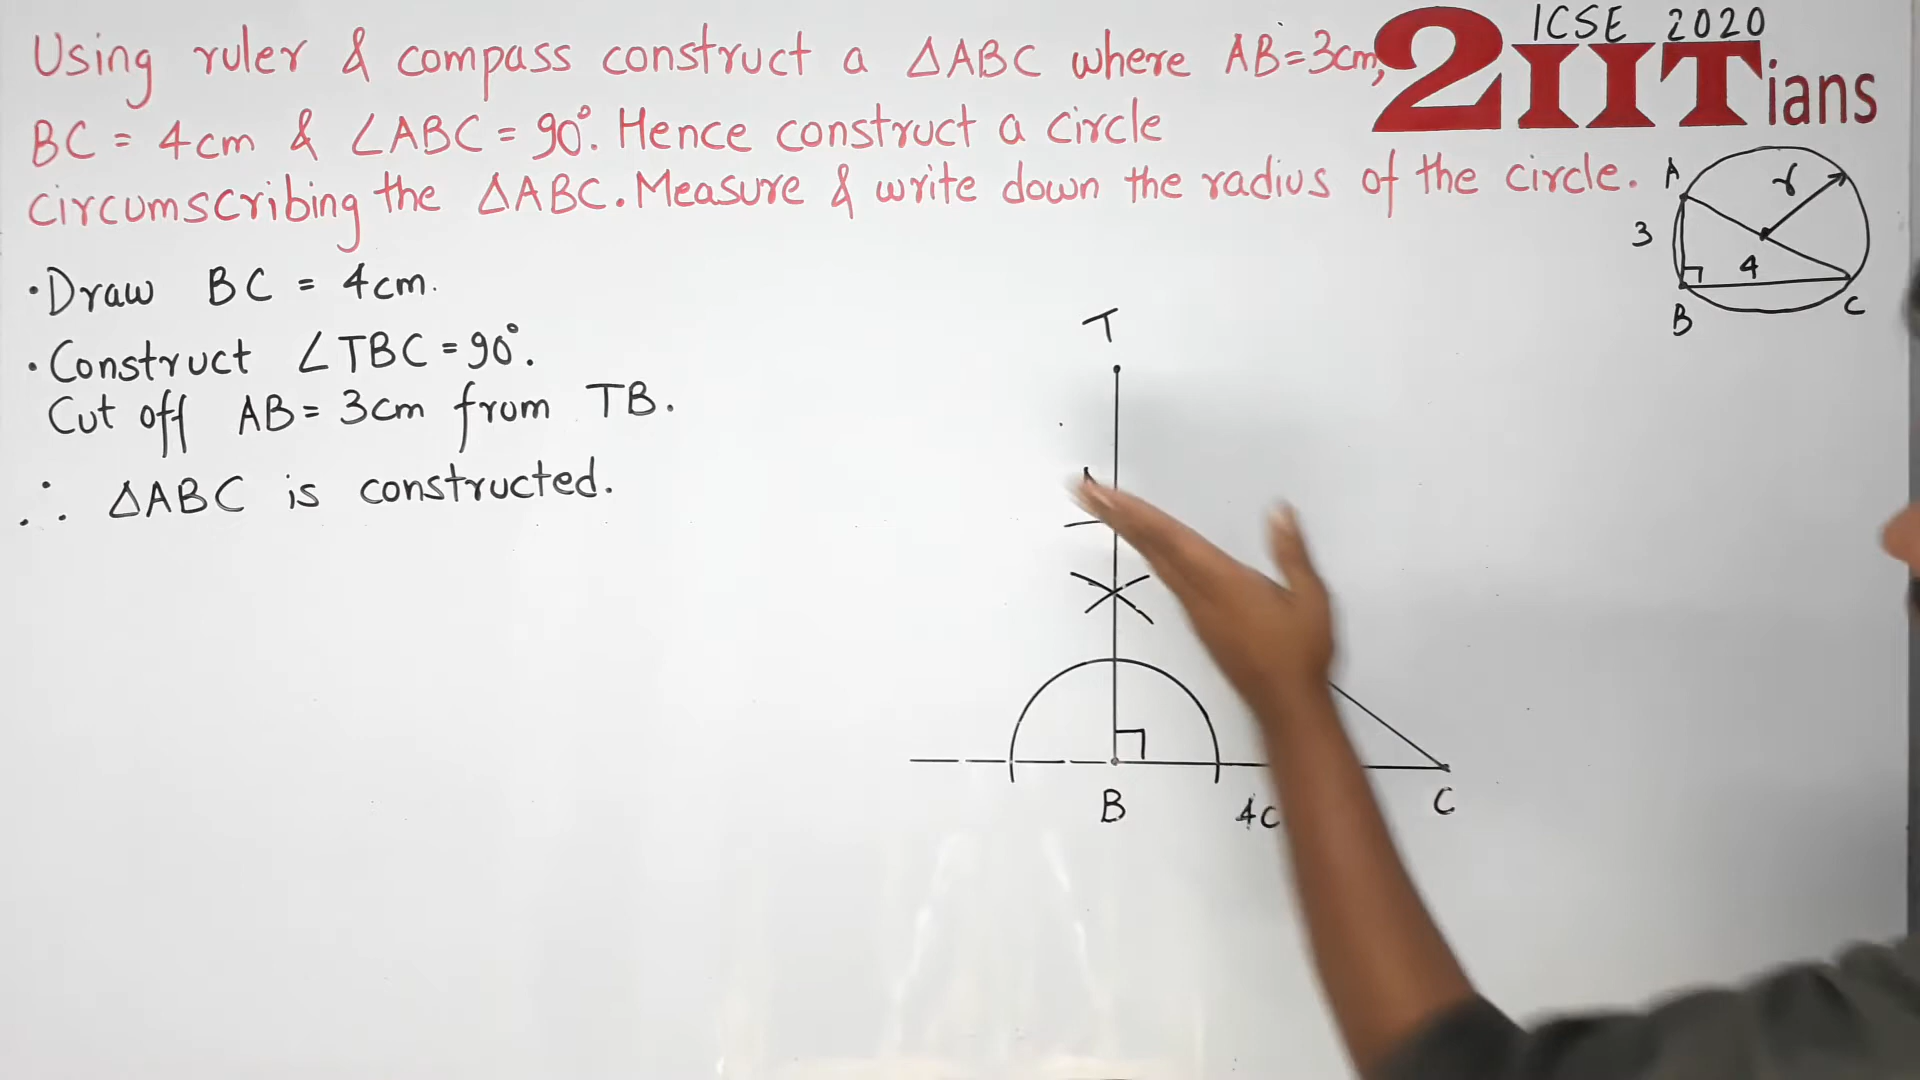 Using ruler & compass construct a ΔABC where AB=3cm,
BC = 4cm & ∠ABC = 90°. Hence construct a circle
circumscribing the ΔABC. Measure & write down the radius of the circle.
ICSE 2020
2IITians
A
r
3
4
B
C
• Draw BC = 4cm.
• Construct ∠TBC = 90°.
Cut off AB = 3cm from TB.
∴ ΔABC is constructed.
T
B
4c
C